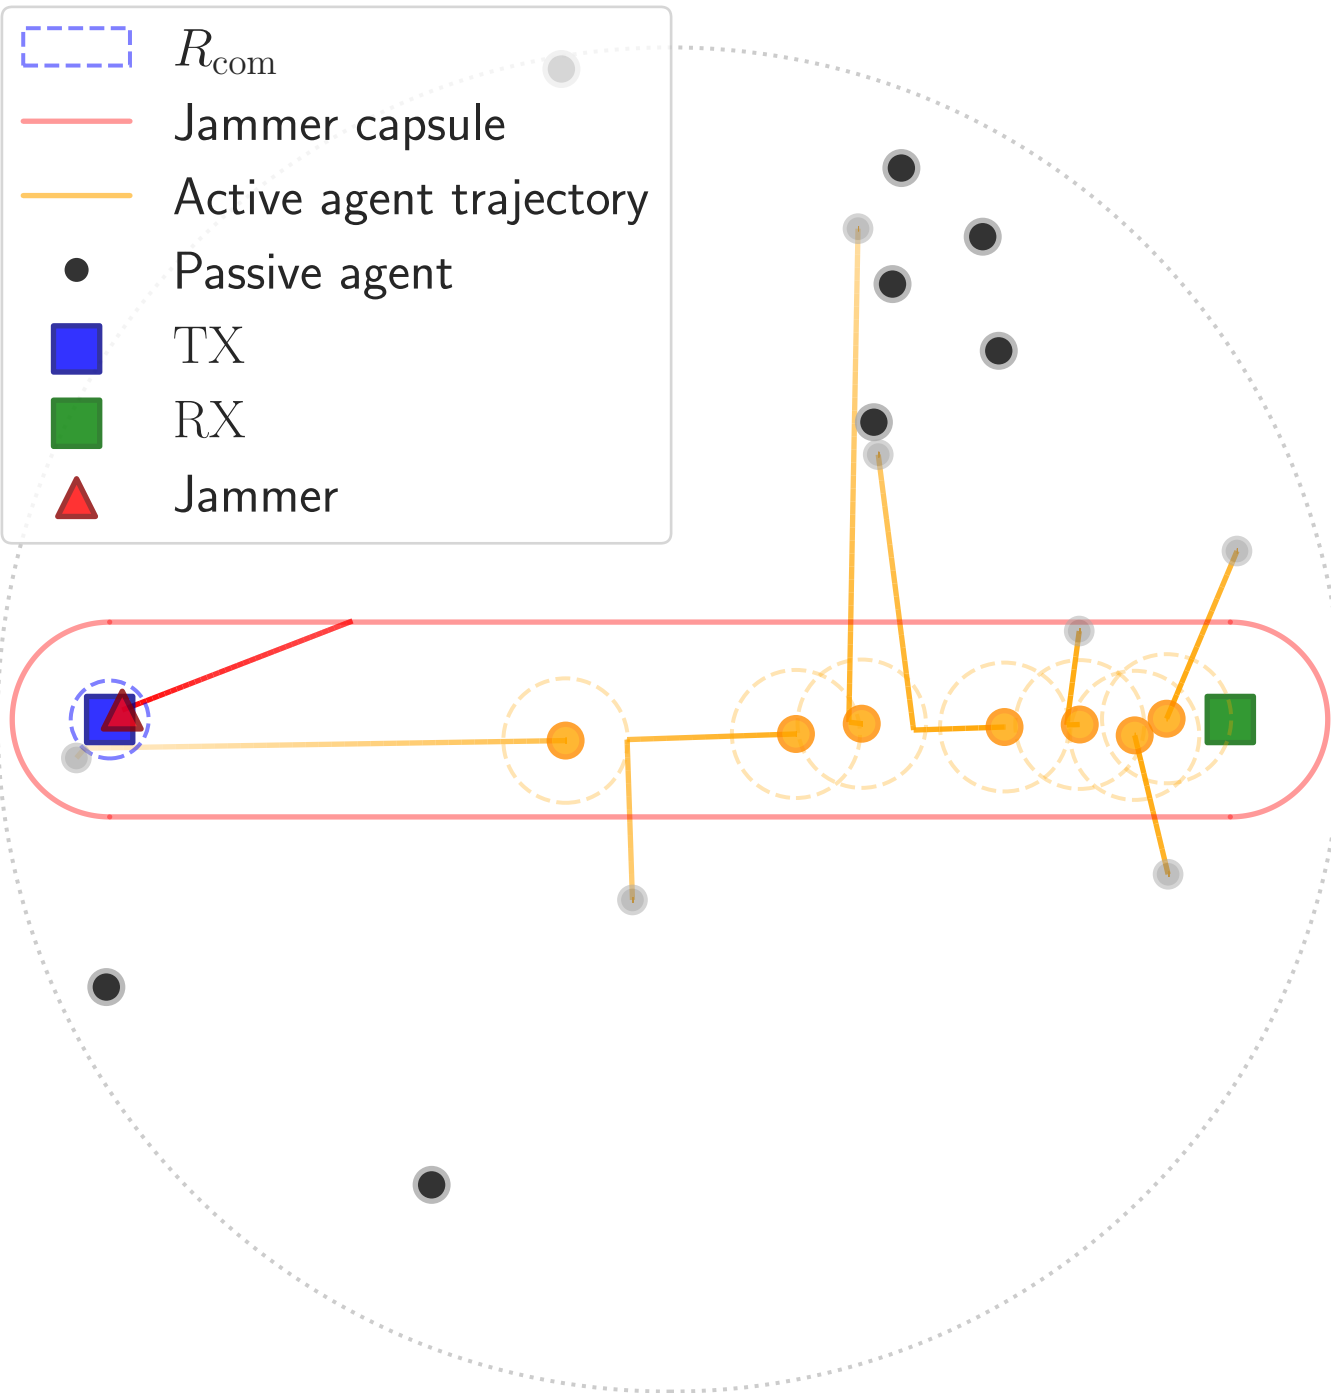 R_com
Jammer capsule
Active agent trajectory
Passive agent
TX
RX
Jammer